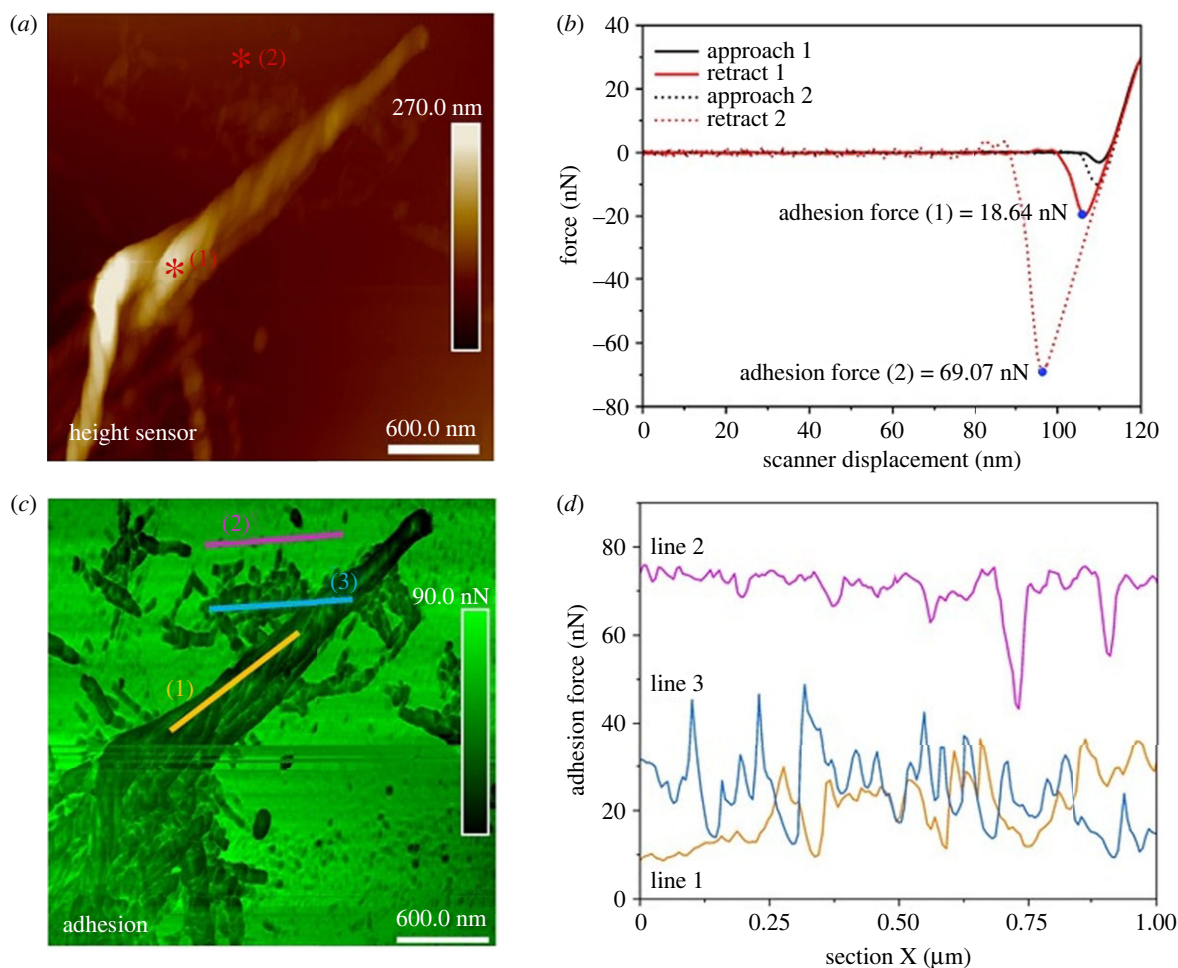 (a)
* (2)
270.0 nm
* (1)
0 nm
height sensor
600.0 nm
(b)
40
20
0
–20
–40
–60
–80
force (nN)
approach 1
retract 1
approach 2
retract 2
adhesion force (1) = 18.64 nN
adhesion force (2) = 69.07 nN
0 20 40 60 80 100 120
scanner displacement (nm)
(c)
(2)
(3)
90.0 nN
(1)
adhesion
600.0 nm
(d)
80
60
40
20
0
adhesion force (nN)
line 2
line 3
line 1
0 0.25 0.50 0.75 1.00
section X (μm)